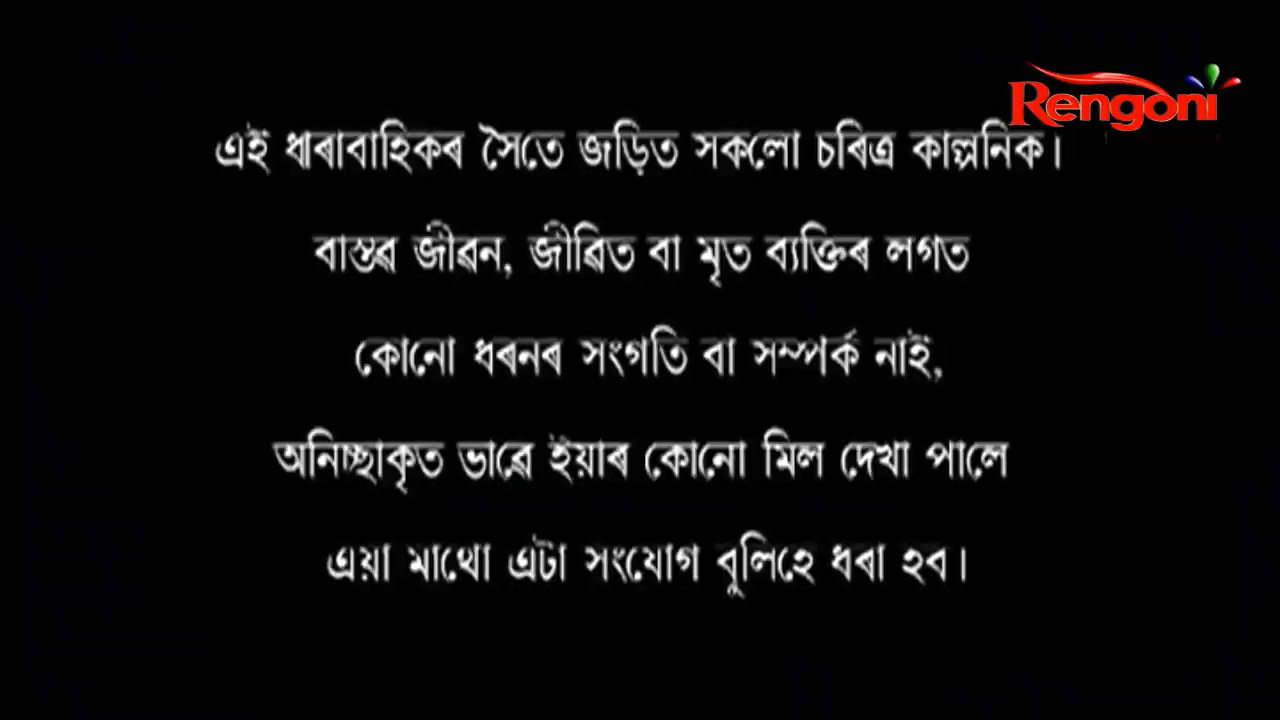 Rengoni
এই ধাৰাবাহিকৰ সৈতে জড়িত সকলো চৰিত্ৰ কাল্পনিক।
বাস্তৱ জীৱন, জীৱিত বা মৃত ব্যক্তিৰ লগত
কোনো ধৰনৰ সংগতি বা সম্পৰ্ক নাই,
অনিচ্ছাকৃত ভাৱে ইয়াৰ কোনো মিল দেখা পালে
এয়া মাথো এটা সংযোগ বুলিহে ধৰা হব।